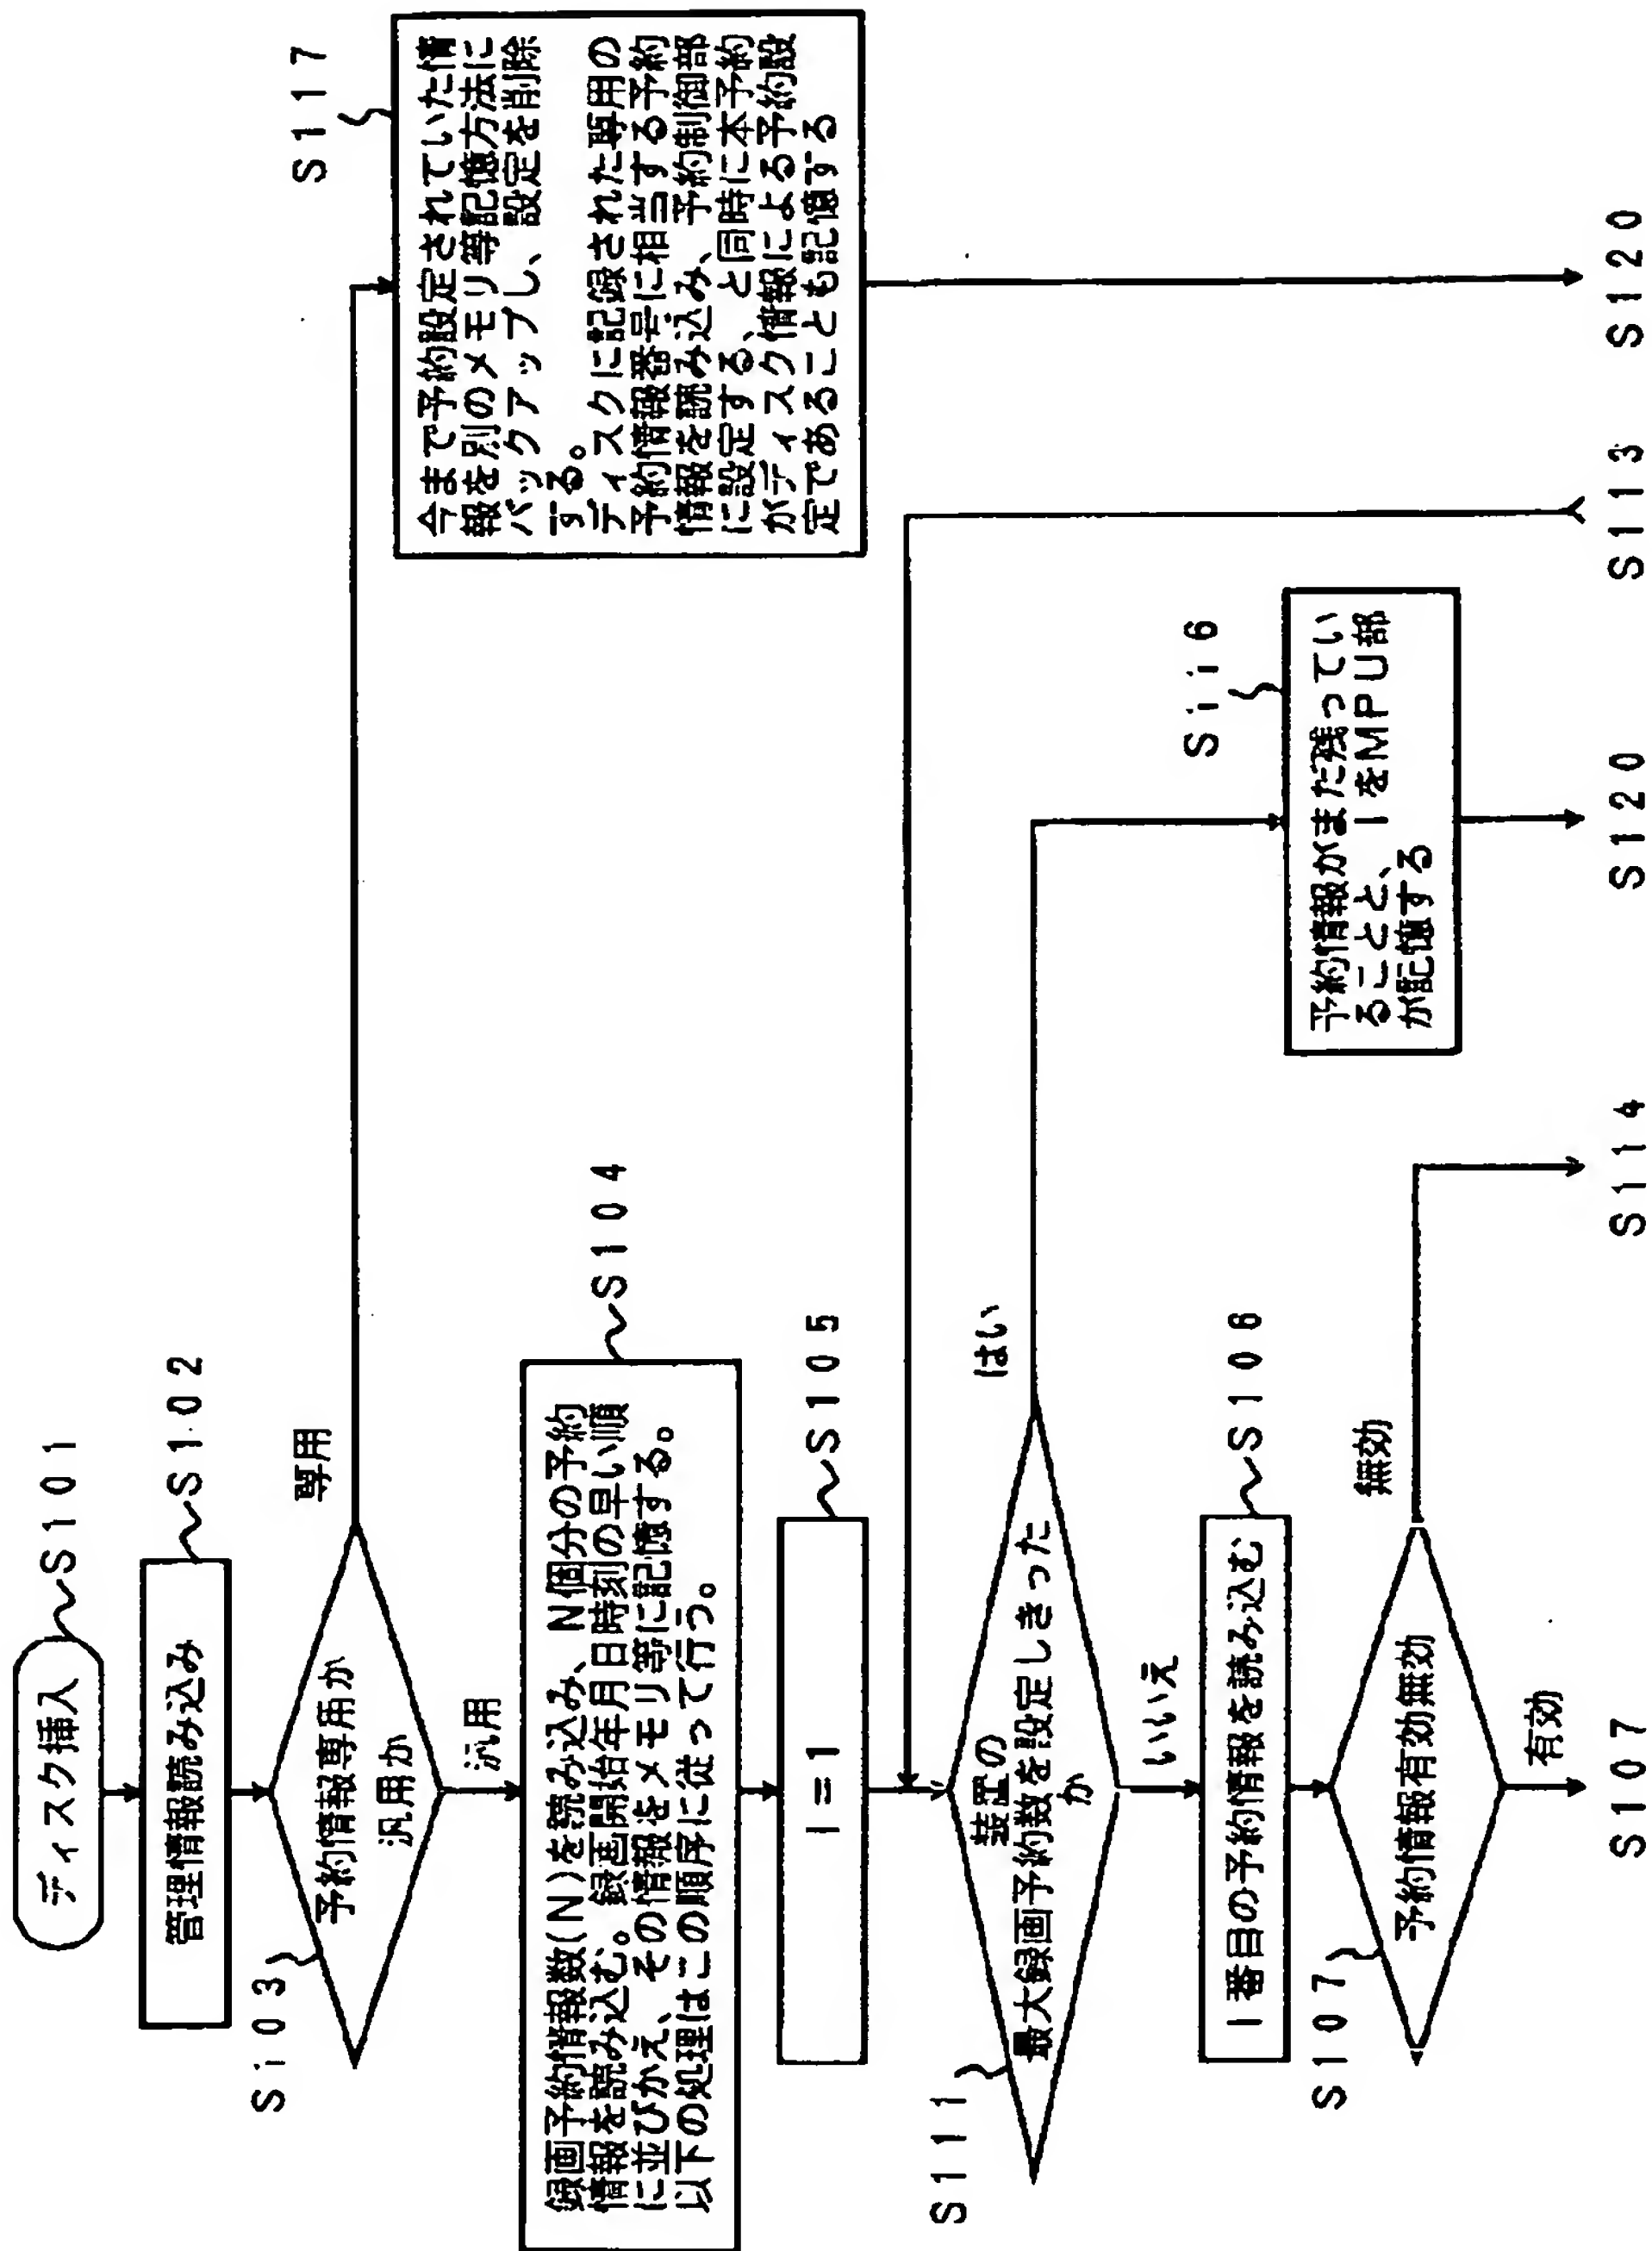 ディスク挿入
S101
管理情報読み込み
S102
S103
予約情報専用か
汎用か
専用
汎用
S117
今まで予約設定されていた情
報を別のメモリ等記憶方法に
バックアップし、設定を削除
する。
ディスクに記録された専用の
予約情報番号に相当する予約
情報を読み込み、予約制御部
に設定する、と同時に本予約
がディスク情報による予約設
定であることも記憶する
録画予約情報数(N)を読み込み、N個分の予約
情報を読み込む。録画開始年月日時刻の早い順
に並びかえ、その情報をメモリ等に記憶する。
以下の処理はこの順序に従って行う。
S104
I=1
S105
S111
装置の
最大録画予約数を設定しきった
か
はい
いいえ
S116
予約情報がまだ残ってい
ることと、IをMPU部
が記憶する
I番目の予約情報を読み込む
S106
S107
予約情報有効無効
無効
有効
S107
S114
S120
S113
S120